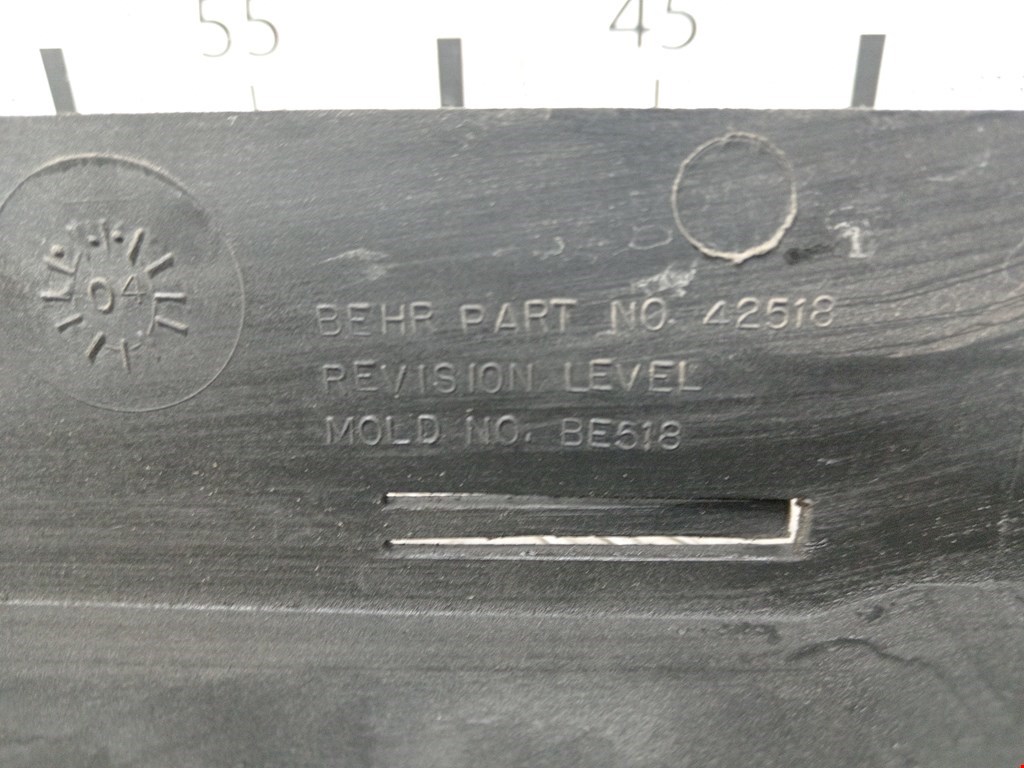 55 45
04
BEHR PART NO. 42518
REVISION LEVEL
MOLD NO. BE518